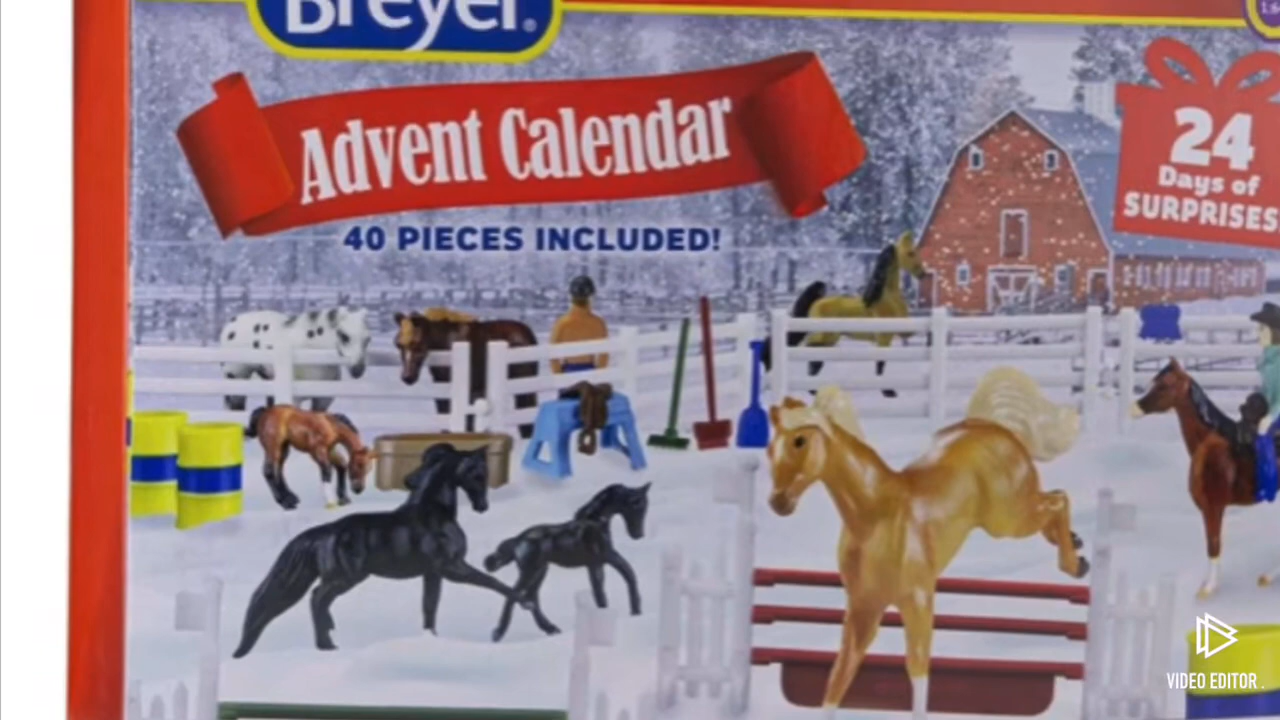 Breyer®
Advent Calendar
40 PIECES INCLUDED!
24
Days of
SURPRISES
VIDEO EDITOR.